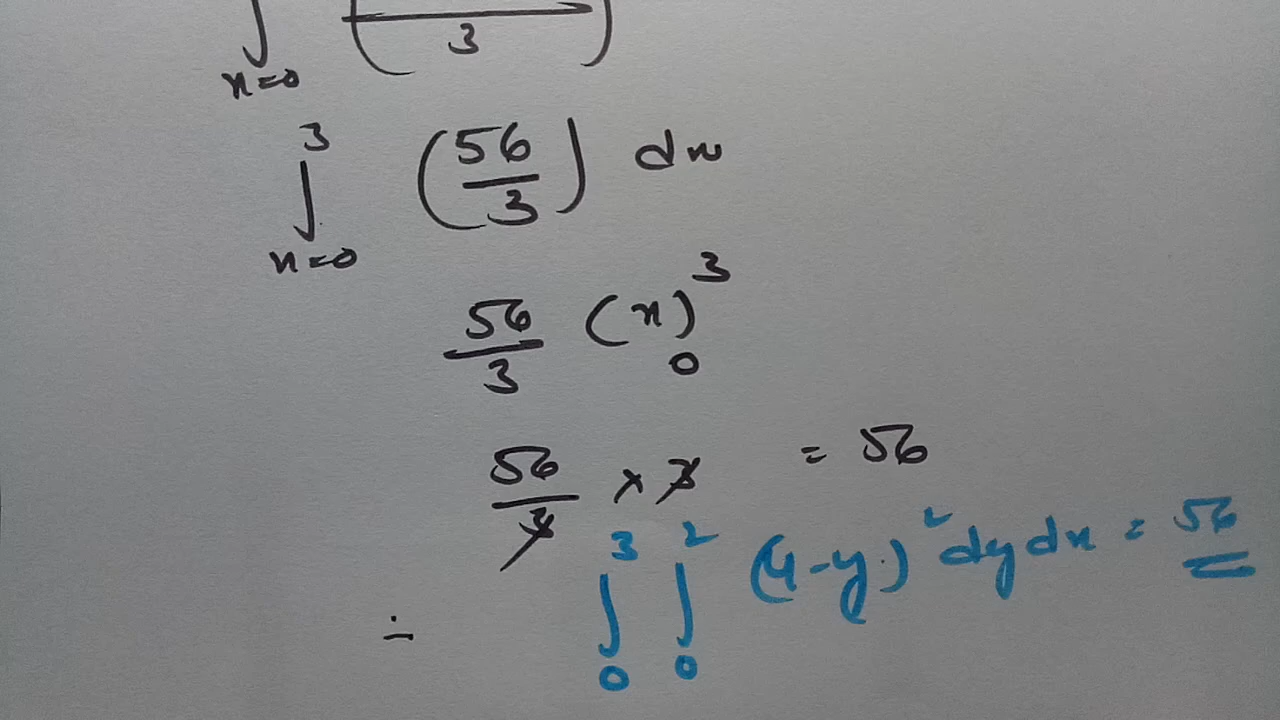 ∫ x=0 ( — / 3 )
∫ x=0 3 (56/3) dx
56/3 (x) 3 0
56/3 × 3 = 56
∴ ∫ 0 3 ∫ 0 2 (4-y)² dy dx = 56